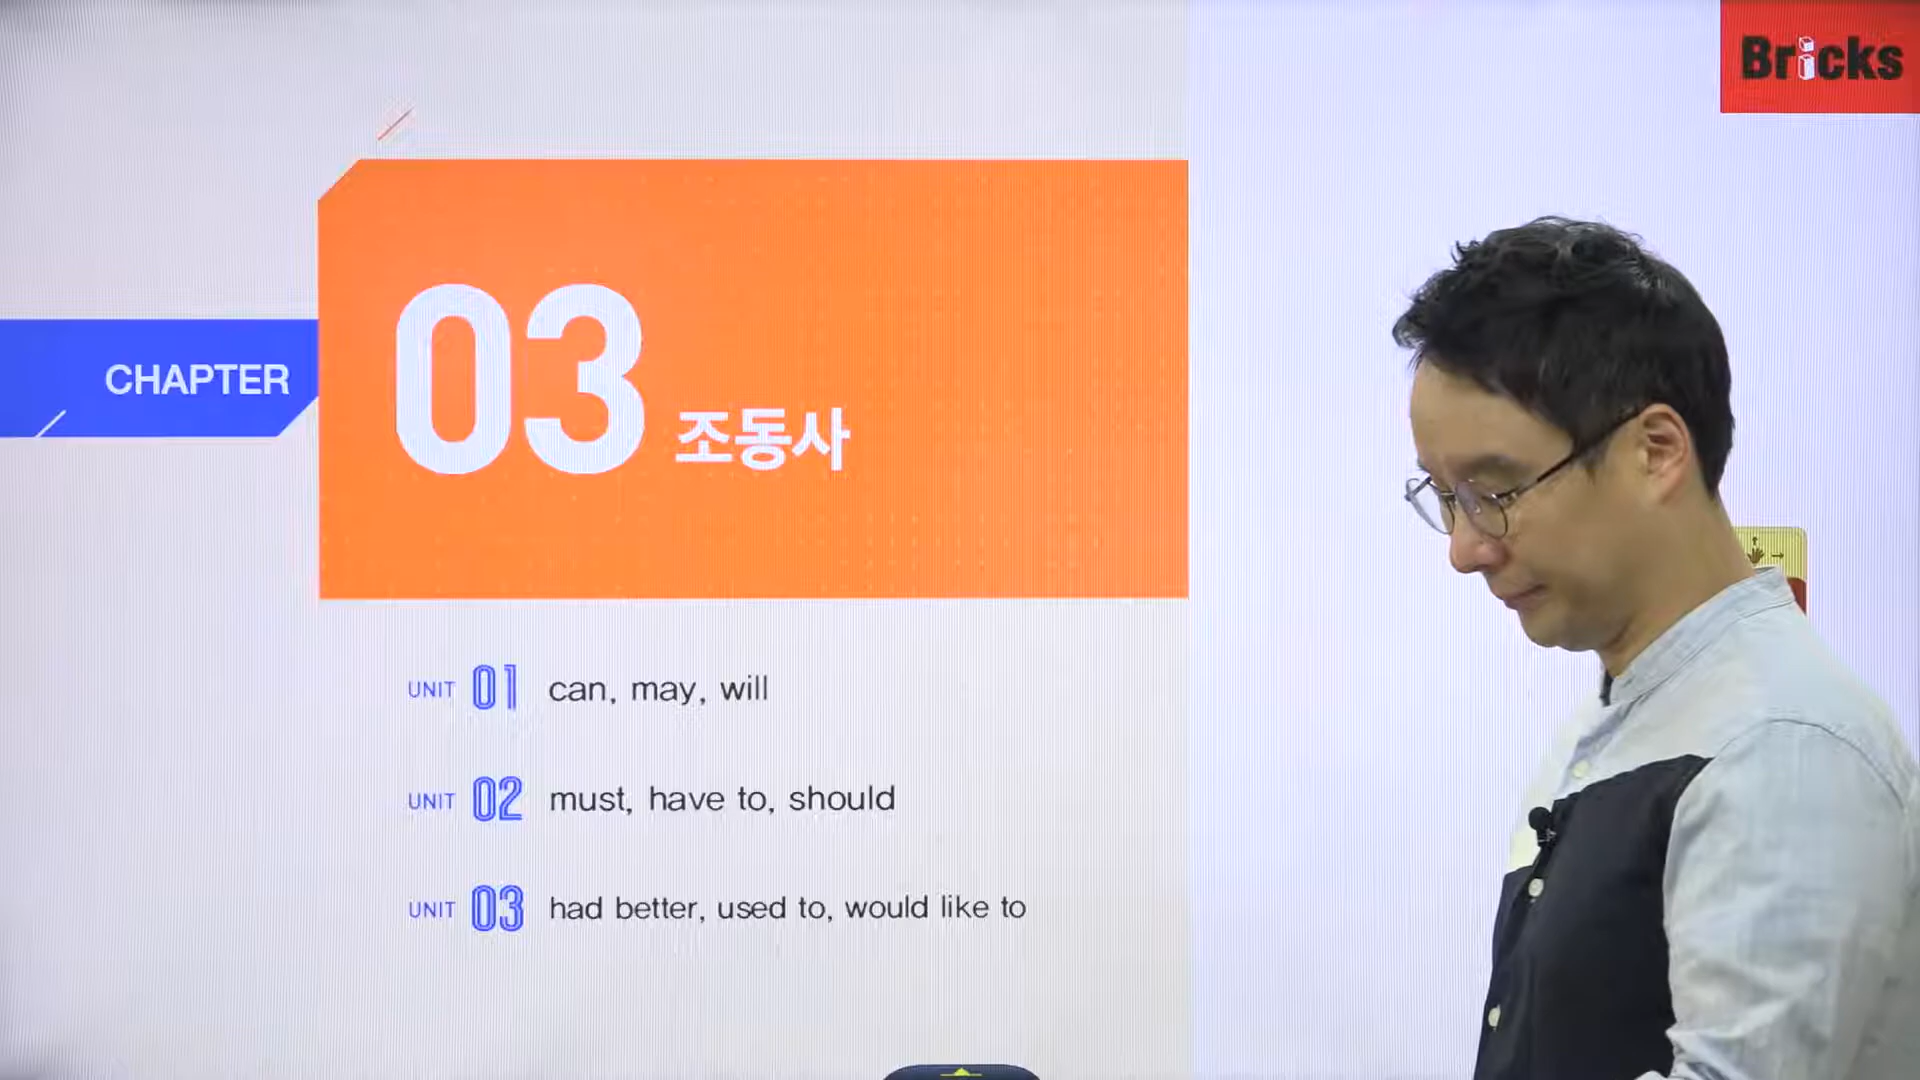 Bricks
CHAPTER
03 조동사
UNIT 01 can, may, will
UNIT 02 must, have to, should
UNIT 03 had better, used to, would like to